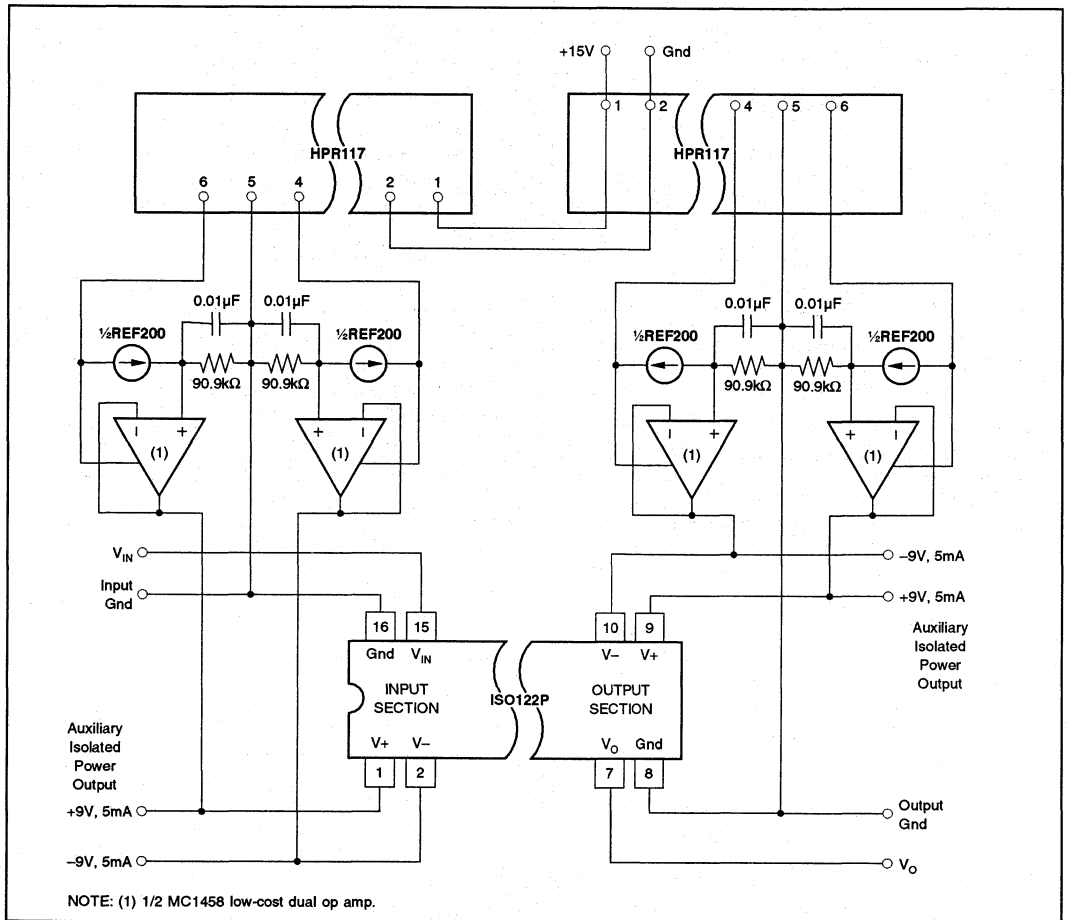 +15V
Gnd
1
2
4
5
6
HPR117
HPR117
6
5
4
2
1
0.01µF
0.01µF
½REF200
½REF200
90.9kΩ
90.9kΩ
– +
(1)
+ –
(1)
0.01µF
0.01µF
½REF200
½REF200
90.9kΩ
90.9kΩ
– +
(1)
+ –
(1)
V_IN
Input
Gnd
–9V, 5mA
+9V, 5mA
Auxiliary
Isolated
Power
Output
16
15
10
9
Gnd
V_IN
V–
V+
INPUT
SECTION
ISO122P
OUTPUT
SECTION
V+
V–
V_O
Gnd
1
2
7
8
Auxiliary
Isolated
Power
Output
+9V, 5mA
–9V, 5mA
Output
Gnd
V_O
NOTE: (1) 1/2 MC1458 low-cost dual op amp.